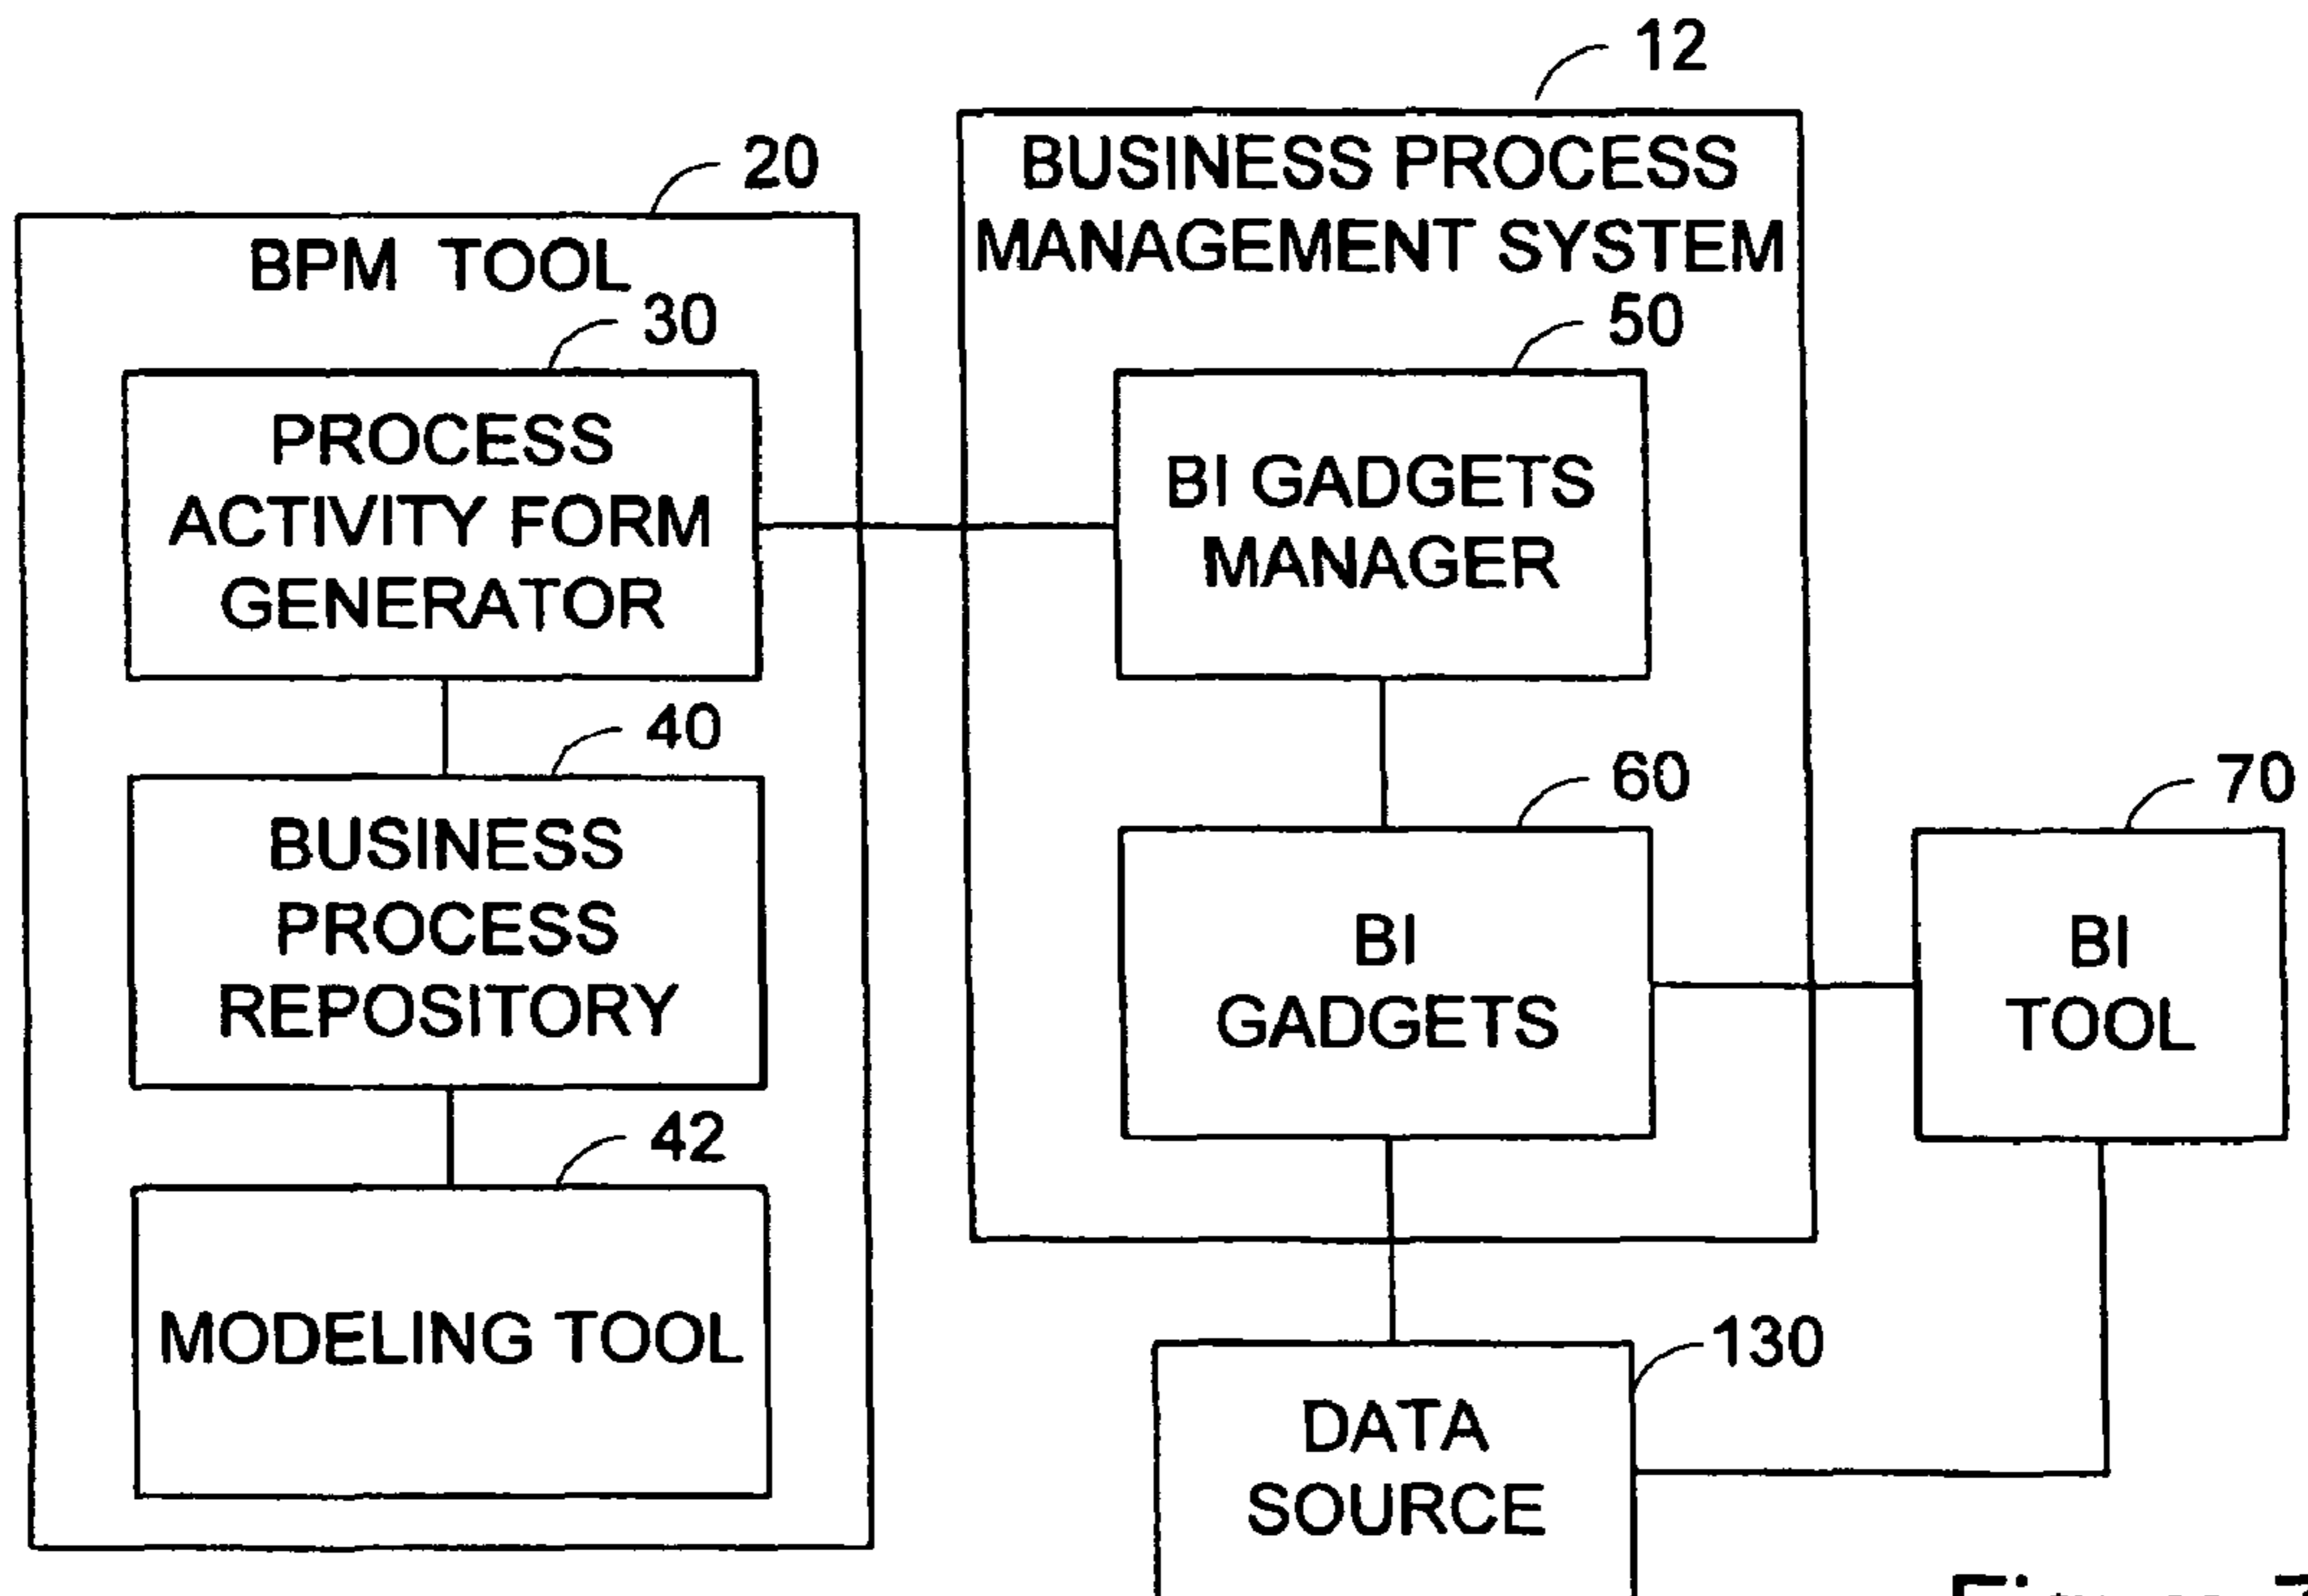 12
BUSINESS PROCESS
MANAGEMENT SYSTEM
20
BPM TOOL
30
PROCESS
ACTIVITY FORM
GENERATOR
50
BI GADGETS
MANAGER
40
BUSINESS
PROCESS
REPOSITORY
60
BI
GADGETS
70
BI
TOOL
42
MODELING TOOL
130
DATA
SOURCE